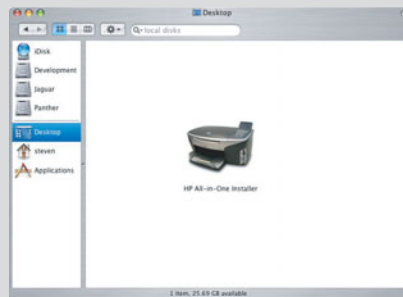 Desktop
local disks
iDisk
Development
Jaguar
Panther
Desktop
steven
Applications
HP All-in-One Installer
1 item, 25.69 GB available